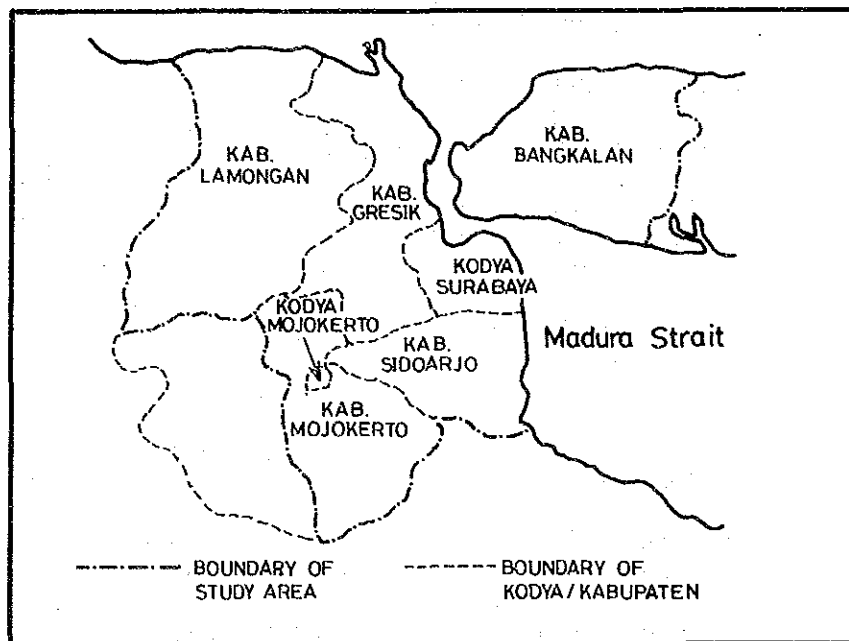 KAB.
LAMONGAN
KAB.
BANGKALAN
KAB.
GRESIK
KODYA
SURABAYA
KODYA
MOJOKERTO
KAB.
SIDOARJO
Madura Strait
KAB.
MOJOKERTO
BOUNDARY OF
STUDY AREA
BOUNDARY OF
KODYA/KABUPATEN